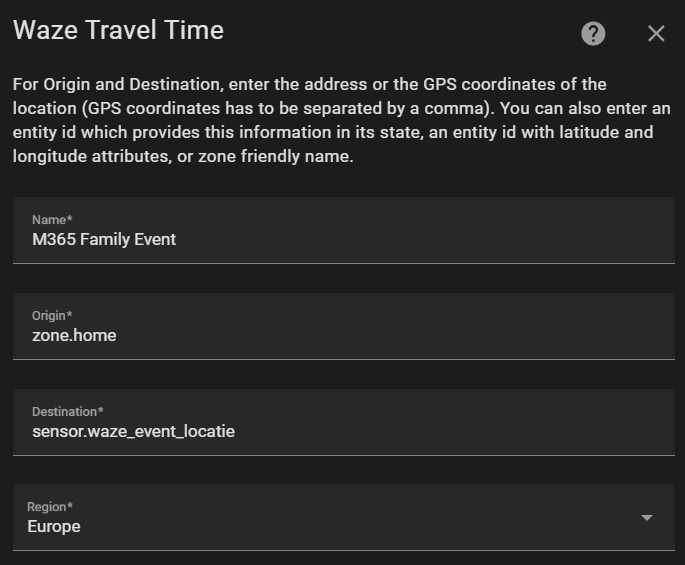 Waze Travel Time
For Origin and Destination, enter the address or the GPS coordinates of the
location (GPS coordinates has to be separated by a comma). You can also enter an
entity id which provides this information in its state, an entity id with latitude and
longitude attributes, or zone friendly name.
Name*
M365 Family Event
Origin*
zone.home
Destination*
sensor.waze_event_locatie
Region*
Europe